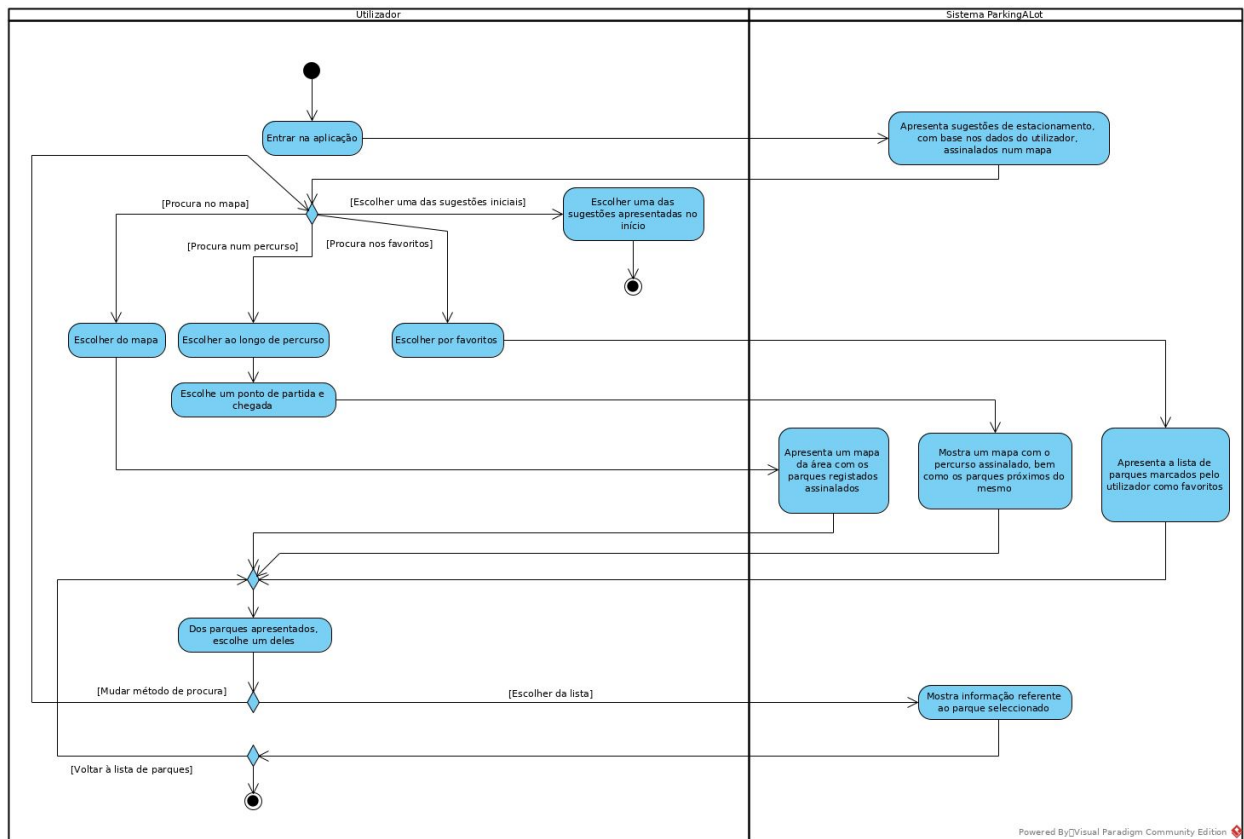 Utilizador
Sistema ParkingALot
Entrar na aplicação
Apresenta sugestões de estacionamento,
com base nos dados do utilizador,
assinalados num mapa
[Procura no mapa]
[Escolher uma das sugestões iniciais]
Escolher uma das
sugestões apresentadas no
início
[Procura num percurso]
[Procura nos favoritos]
Escolher do mapa
Escolher ao longo de percurso
Escolher por favoritos
Escolhe um ponto de partida e
chegada
Apresenta um mapa
da área com os
parques registados
assinalados
Mostra um mapa com o
percurso assinalado, bem
como os parques próximos do
mesmo
Apresenta a lista de
parques marcados pelo
utilizador como favoritos
Dos parques apresentados,
escolhe um deles
[Mudar método de procura]
[Escolher da lista]
Mostra informação referente
ao parque seleccionado
[Voltar à lista de parques]
Powered By Visual Paradigm Community Edition